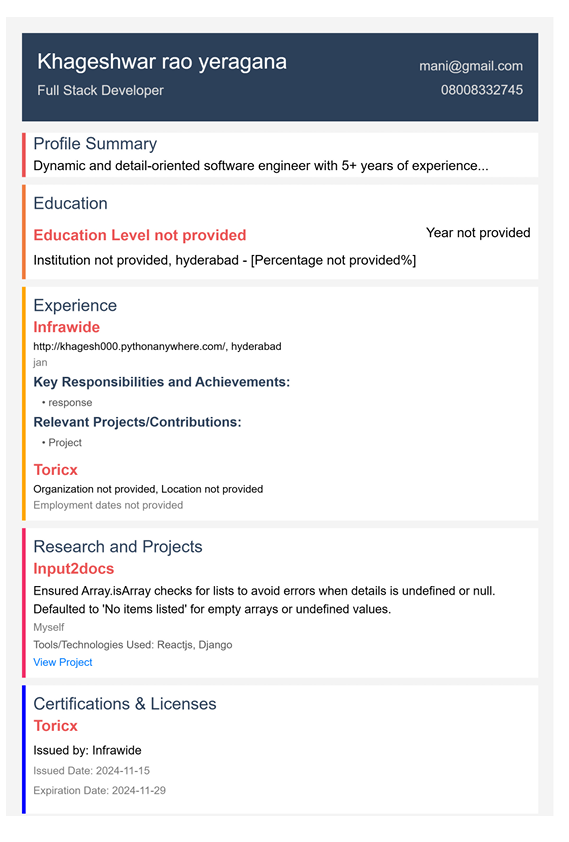 Khageshwar rao yeragana
mani@gmail.com
Full Stack Developer
08008332745
Profile Summary
Dynamic and detail-oriented software engineer with 5+ years of experience...
Education
Education Level not provided
Year not provided
Institution not provided, hyderabad - [Percentage not provided%]
Experience
Infrawide
http://khagesh000.pythonanywhere.com/, hyderabad
jan
Key Responsibilities and Achievements:
• response
Relevant Projects/Contributions:
• Project
Toricx
Organization not provided, Location not provided
Employment dates not provided
Research and Projects
Input2docs
Ensured Array.isArray checks for lists to avoid errors when details is undefined or null.
Defaulted to 'No items listed' for empty arrays or undefined values.
Myself
Tools/Technologies Used: Reactjs, Django
View Project
Certifications & Licenses
Toricx
Issued by: Infrawide
Issued Date: 2024-11-15
Expiration Date: 2024-11-29